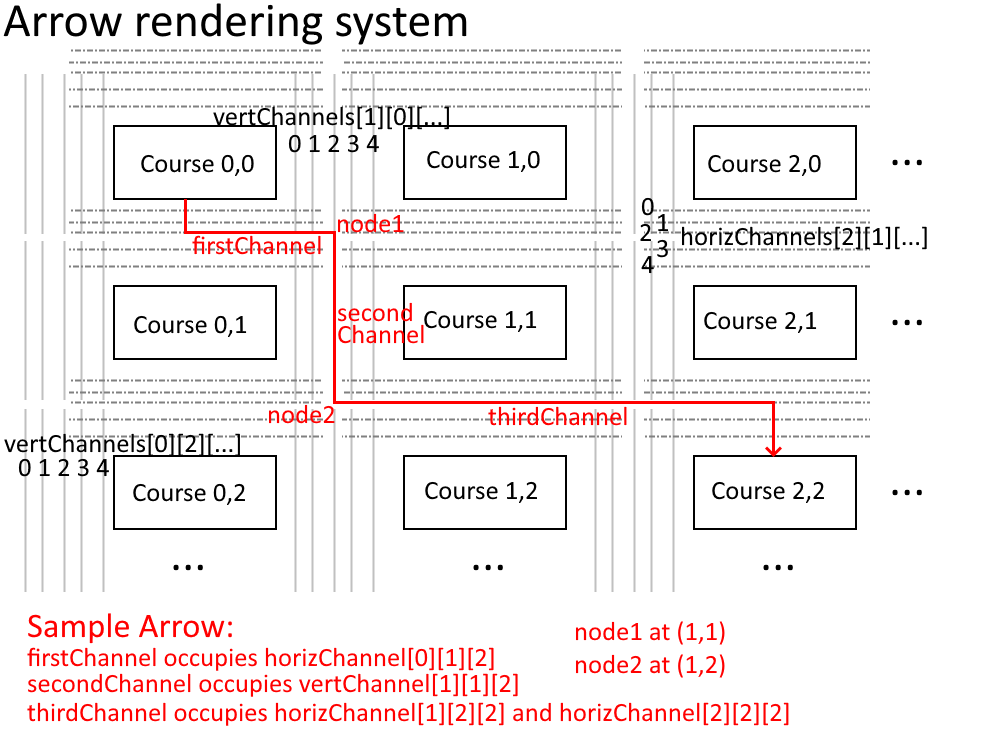 Arrow rendering system
vertChannels[1][0][...]
0 1 2 3 4
Course 0,0
Course 1,0
Course 2,0
...
0
1
2
3
4
horizChannels[2][1][...]
node1
firstChannel
second
Channel
Course 0,1
Course 1,1
Course 2,1
...
node2
thirdChannel
vertChannels[0][2][...]
0 1 2 3 4
Course 0,2
Course 1,2
Course 2,2
...
...
...
...
Sample Arrow:
firstChannel occupies horizChannel[0][1][2]
secondChannel occupies vertChannel[1][1][2]
thirdChannel occupies horizChannel[1][2][2] and horizChannel[2][2][2]
node1 at (1,1)
node2 at (1,2)